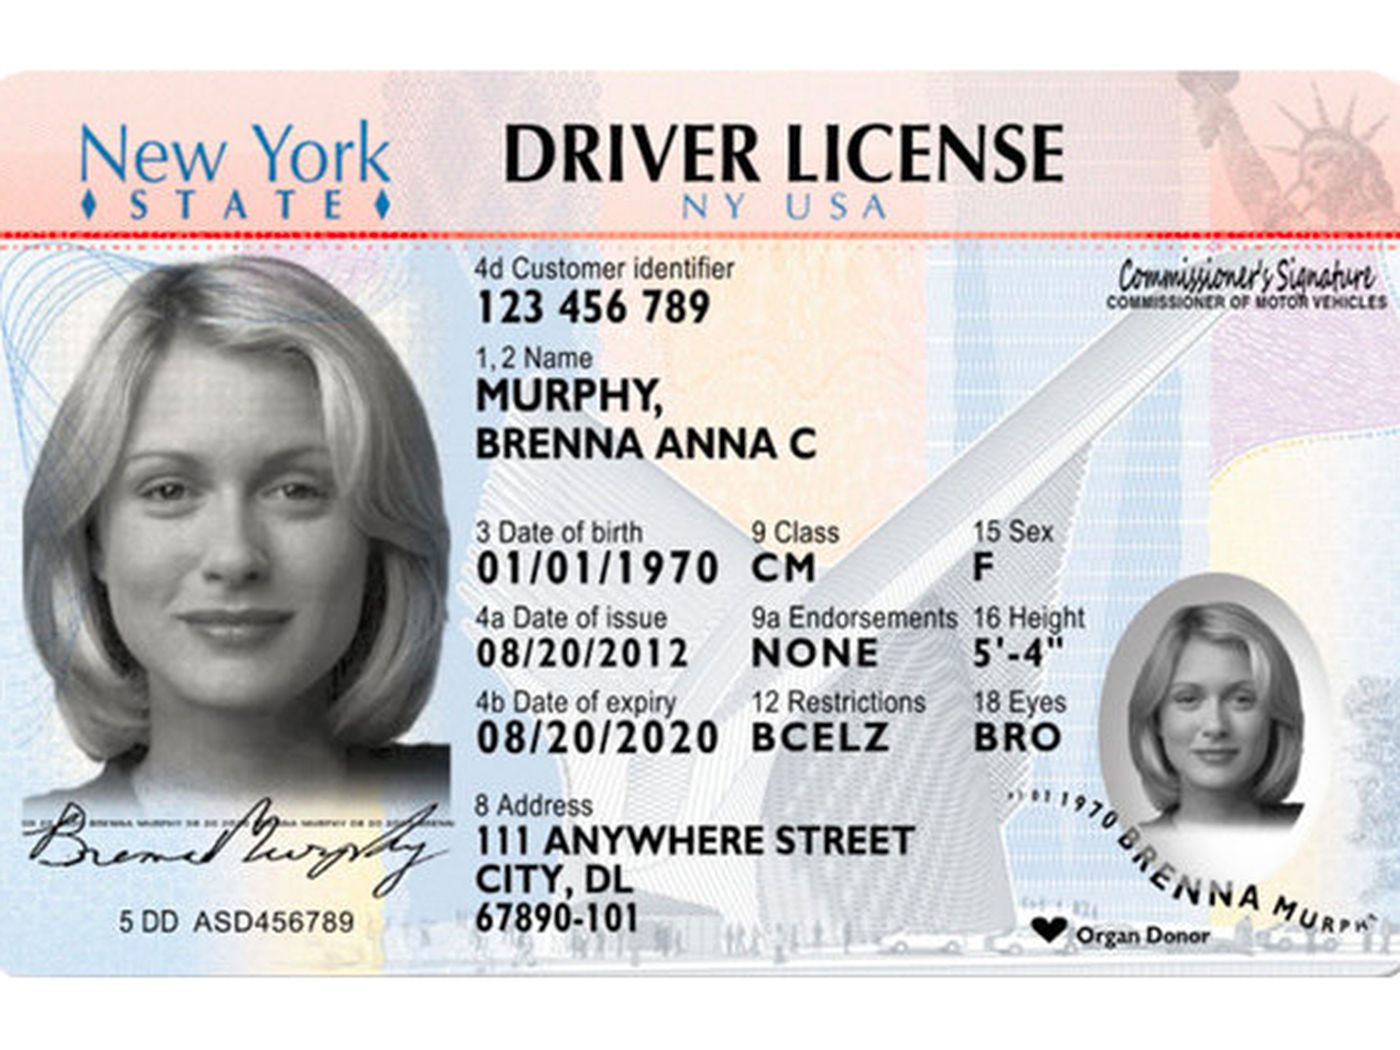 New York
STATE
DRIVER LICENSE
NY USA
Commissioner's Signature
COMMISSIONER OF MOTOR VEHICLES
4d Customer identifier
123 456 789
1, 2 Name
MURPHY,
BRENNA ANNA C
3 Date of birth 9 Class 15 Sex
01/01/1970 CM F
4a Date of issue 9a Endorsements 16 Height
08/20/2012 NONE 5'-4"
4b Date of expiry 12 Restrictions 18 Eyes
08/20/2020 BCELZ BRO
8 Address
111 ANYWHERE STREET
CITY, DL
67890-101
Brenna Murphy
5 DD ASD456789
01 1970 BRENNA MURPH
Organ Donor